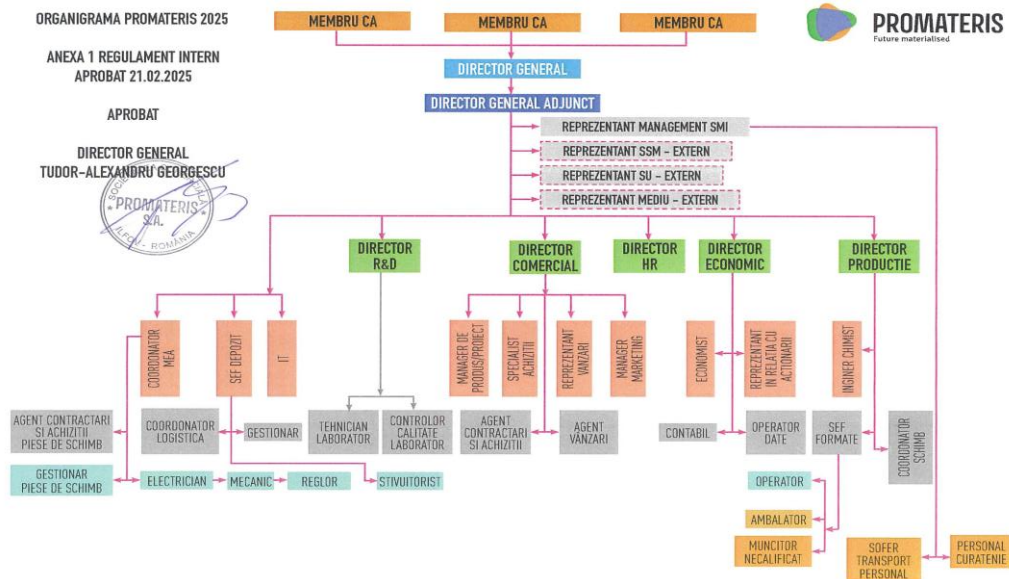 ORGANIGRAMA PROMATERIS 2025
ANEXA 1 REGULAMENT INTERN
APROBAT 21.02.2025
APROBAT
DIRECTOR GENERAL
TUDOR-ALEXANDRU GEORGESCU
SOCIETATEA
PROMATERIS
S.A.
ILFOV - ROMÂNIA
PROMATERIS
Future materialised
MEMBRU CA
MEMBRU CA
MEMBRU CA
DIRECTOR GENERAL
DIRECTOR GENERAL ADJUNCT
REPREZENTANT MANAGEMENT SMI
REPREZENTANT SSM – EXTERN
REPREZENTANT SU – EXTERN
REPREZENTANT MEDIU – EXTERN
DIRECTOR
R&D
DIRECTOR
COMERCIAL
DIRECTOR
HR
DIRECTOR
ECONOMIC
DIRECTOR
PRODUCTIE
COORDONATOR
MEA
SEF DEPOZIT
IT
MANAGER DE
PRODUS/PROIECT
SPECIALIST
ACHIZITII
REPREZENTANT
VANZARI
MANAGER
MARKETING
ECONOMIST
REPREZENTANT
IN RELATIA CU
ACTIONARII
INGINER CHIMIST
AGENT CONTRACTARI
SI ACHIZITII
PIESE DE SCHIMB
COORDONATOR
LOGISTICA
GESTIONAR
TEHNICIAN
LABORATOR
CONTROLOR
CALITATE
LABORATOR
AGENT
CONTRACTARI
SI ACHIZITII
AGENT
VÂNZARI
CONTABIL
OPERATOR
DATE
SEF
FORMATE
COORDONATOR
SCHIMB
GESTIONAR
PIESE DE SCHIMB
ELECTRICIAN
MECANIC
REGLOR
STIVUITORIST
OPERATOR
AMBALATOR
MUNCITOR
NECALIFICAT
SOFER
TRANSPORT
PERSONAL
PERSONAL
CURATENIE